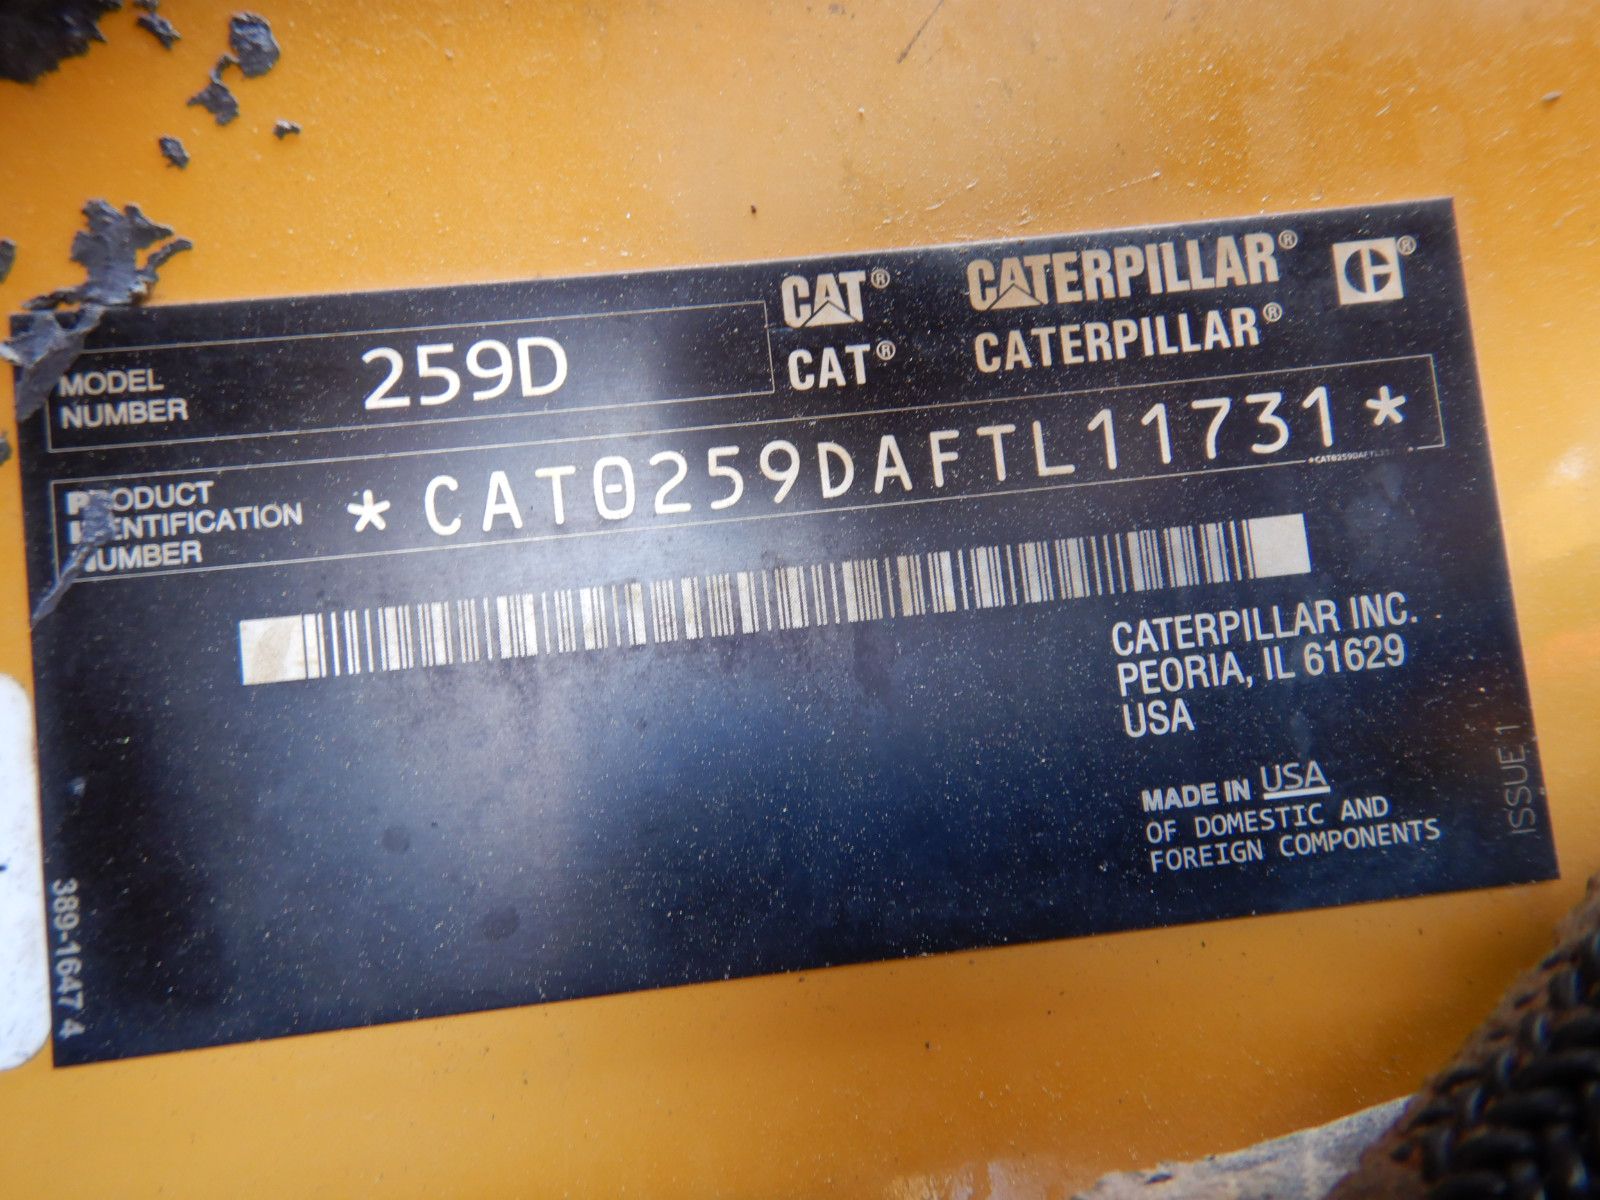 CAT® CATERPILLAR® ®
CAT® CATERPILLAR®
MODEL
NUMBER
259D
PRODUCT
IDENTIFICATION
NUMBER
*CAT0259DAFTL11731*
CATERPILLAR INC.
PEORIA, IL 61629
USA
MADE IN USA
OF DOMESTIC AND
FOREIGN COMPONENTS
ISSUE 1
389-1647 4